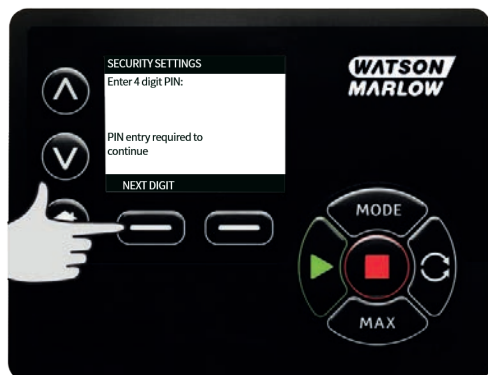 SECURITY SETTINGS
Enter 4 digit PIN:
PIN entry required to
continue
NEXT DIGIT
WATSON
MARLOW
MODE
MAX